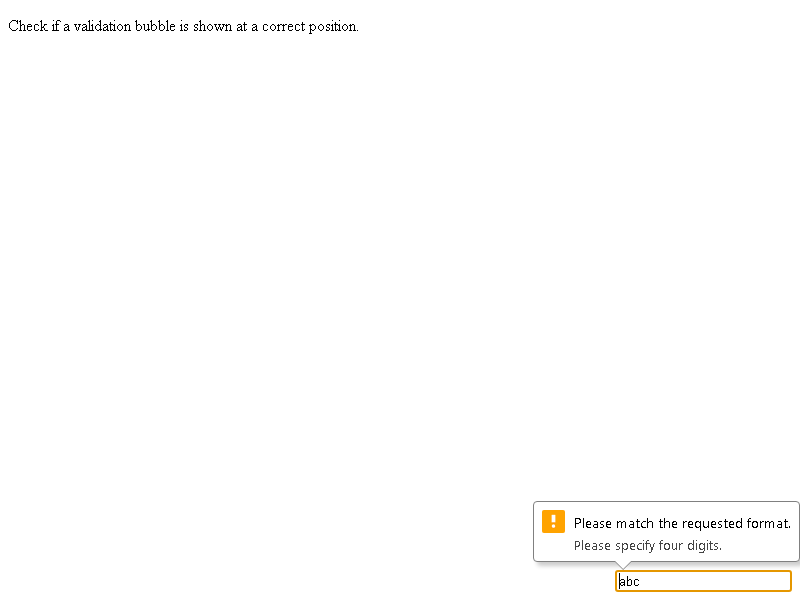 Check if a validation bubble is shown at a correct position.
Please match the requested format.
Please specify four digits.
abc